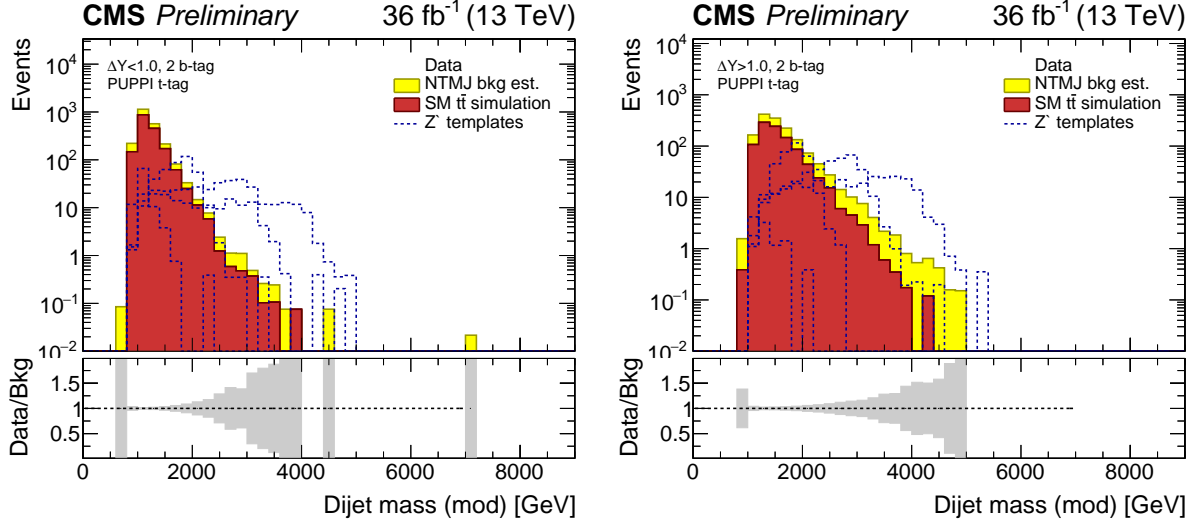 CMS Preliminary 36 fb⁻¹ (13 TeV)
Events
10⁴
10³
10²
10
1
10⁻¹
10⁻²
ΔY<1.0, 2 b-tag
PUPPI t-tag
Data
NTMJ bkg est.
SM tt̄ simulation
Z` templates
Data/Bkg
1.5
1
0.5
0 2000 4000 6000 8000
Dijet mass (mod) [GeV]
CMS Preliminary 36 fb⁻¹ (13 TeV)
Events
10⁴
10³
10²
10
1
10⁻¹
10⁻²
ΔY>1.0, 2 b-tag
PUPPI t-tag
Data
NTMJ bkg est.
SM tt̄ simulation
Z` templates
Data/Bkg
1.5
1
0.5
0 2000 4000 6000 8000
Dijet mass (mod) [GeV]